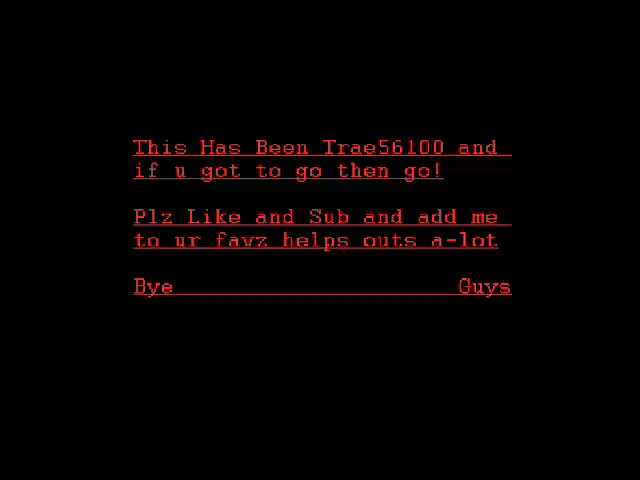 This Has Been Trae56100 and
if u got to go then go!
Plz Like and Sub and add me
to ur favz helps outs a-lot
Bye Guys